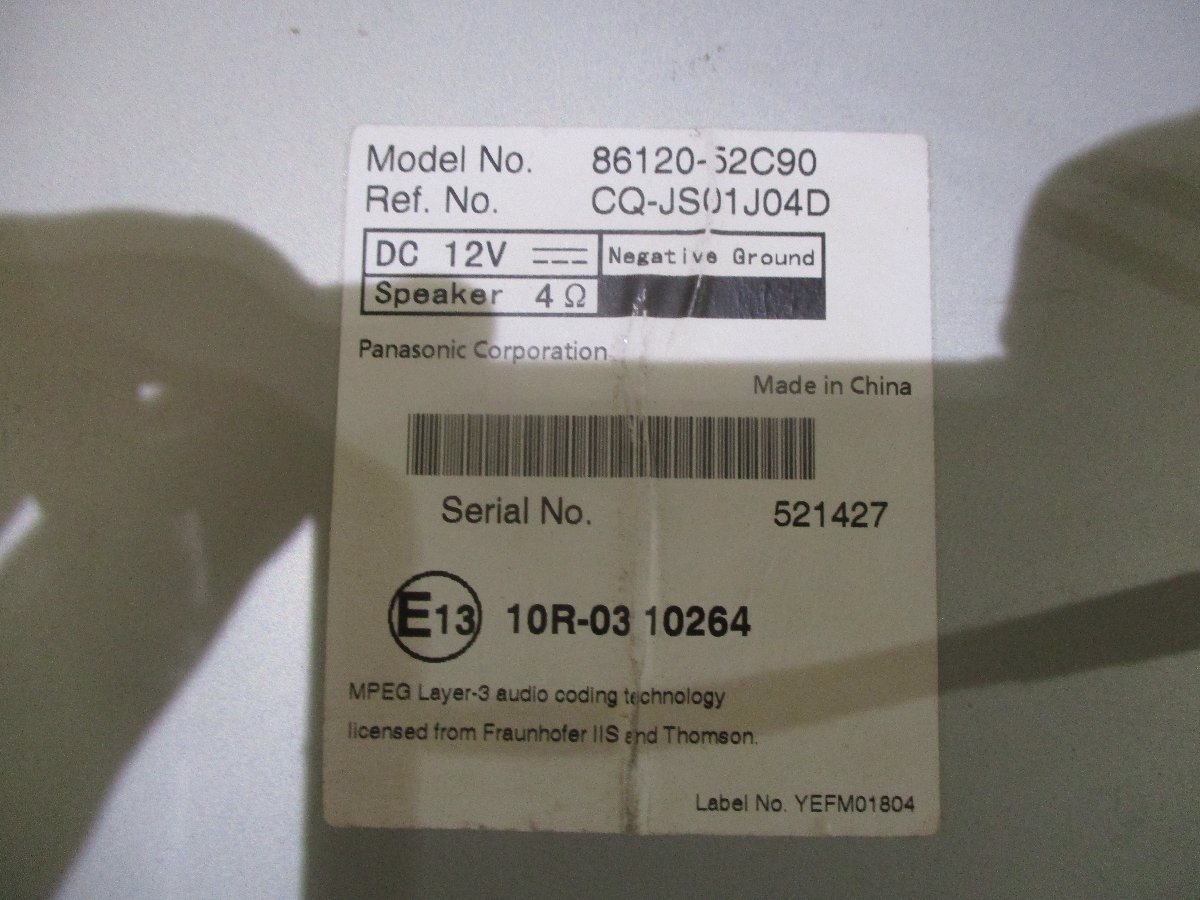 Model No. 86120-52C90
Ref. No. CQ-JS01J04D
DC 12V Negative Ground
Speaker 4Ω
Panasonic Corporation
Made in China
Serial No. 521427
E13 10R-03 10264
MPEG Layer-3 audio coding technology
licensed from Fraunhofer IIS and Thomson.
Label No. YEFM01804